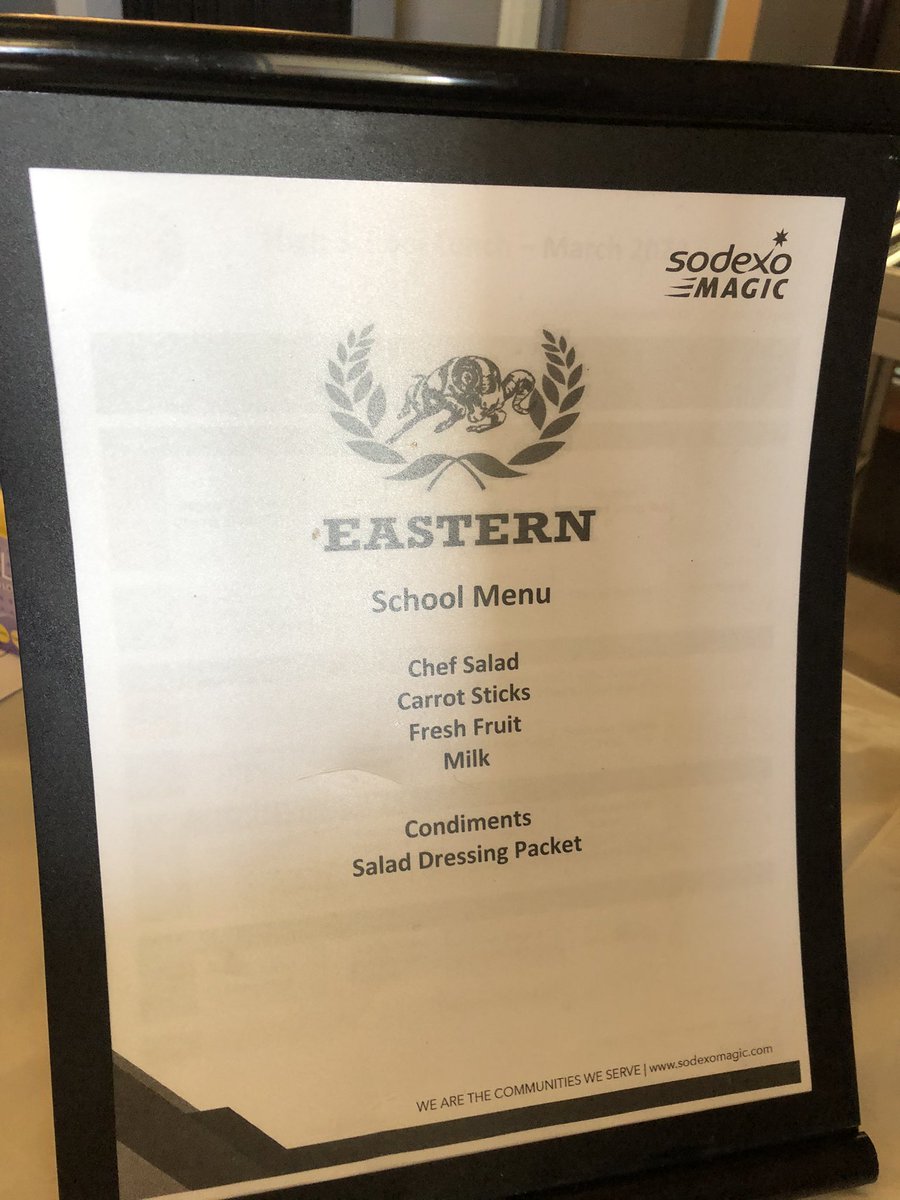 sodexo
MAGIC
EASTERN
School Menu
Chef Salad
Carrot Sticks
Fresh Fruit
Milk
Condiments
Salad Dressing Packet
WE ARE THE COMMUNITIES WE SERVE | www.sodexomagic.com